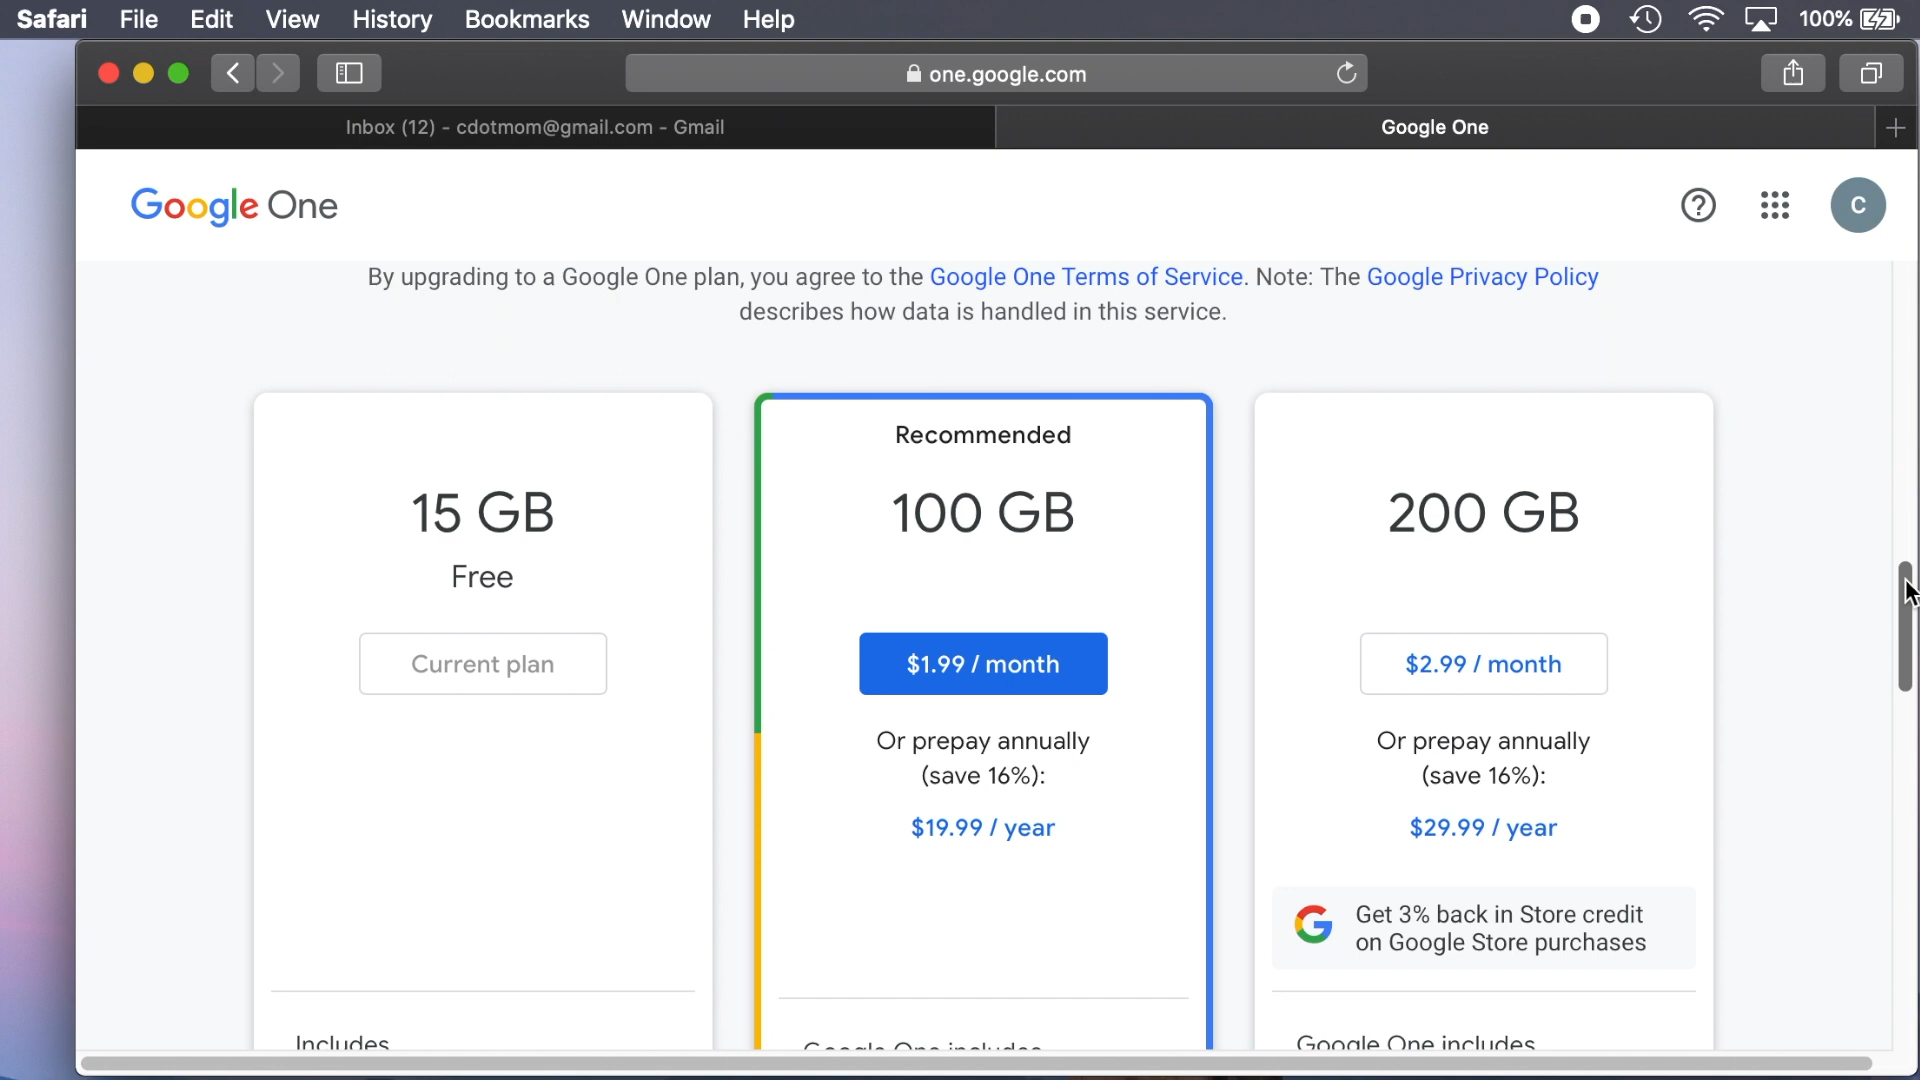 Safari File Edit View History Bookmarks Window Help 100%
one.google.com
Inbox (12) - cdotmom@gmail.com - Gmail
Google One
Google One
C
By upgrading to a Google One plan, you agree to the Google One Terms of Service. Note: The Google Privacy Policy
describes how data is handled in this service.
15 GB
Free
Current plan
Includes
Recommended
100 GB
$1.99 / month
Or prepay annually
(save 16%):
$19.99 / year
Google One includes
200 GB
$2.99 / month
Or prepay annually
(save 16%):
$29.99 / year
Get 3% back in Store credit
on Google Store purchases
Google One includes